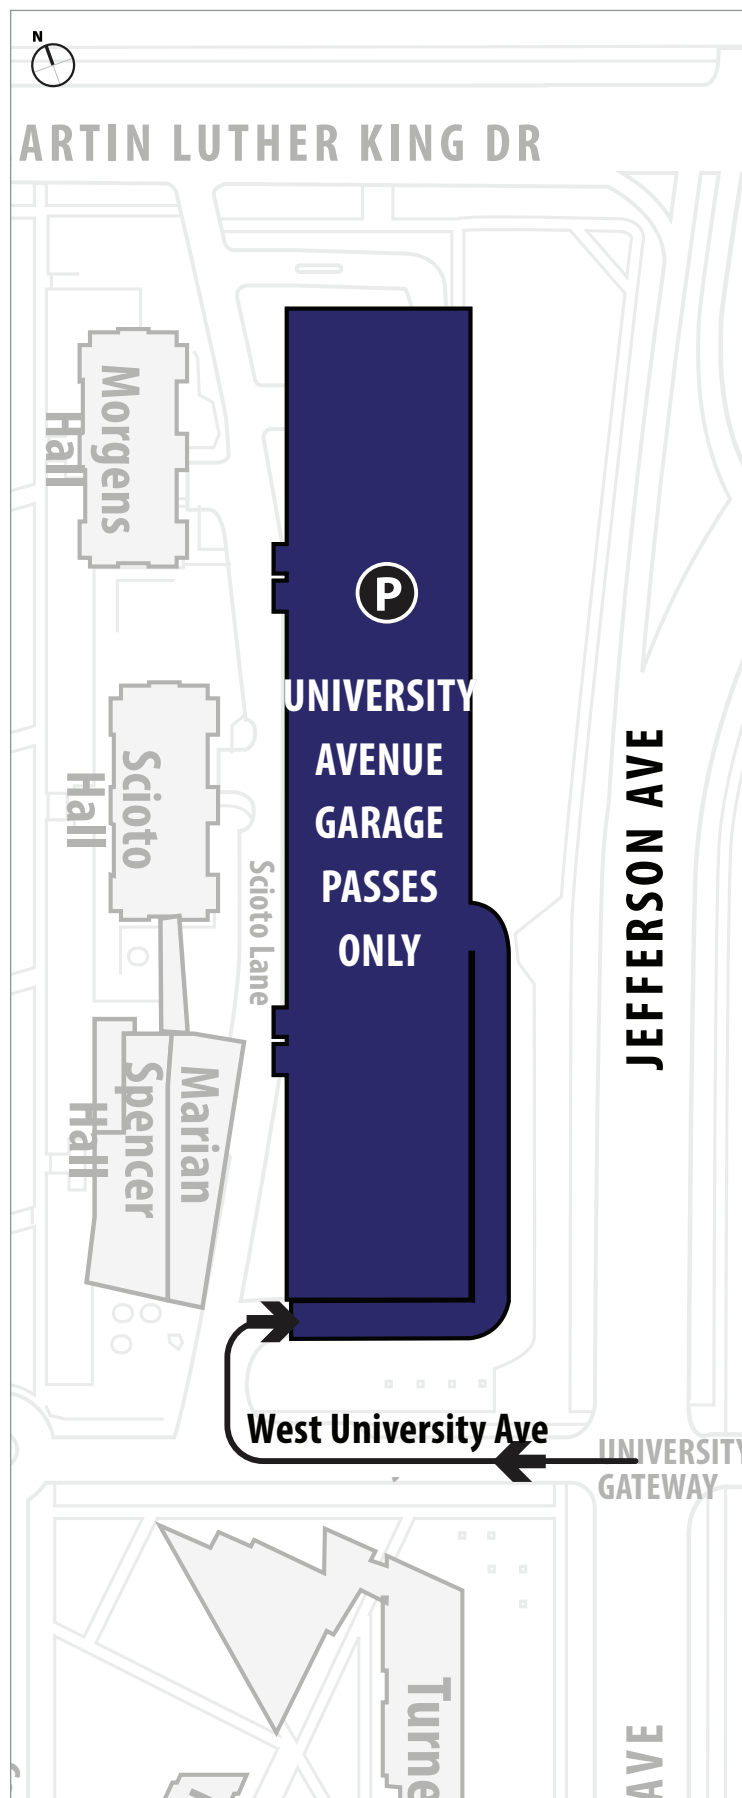 N
ARTIN LUTHER KING DR
Morgens
Hall
P
UNIVERSITY
AVENUE
GARAGE
PASSES
ONLY
JEFFERSON AVE
Scioto
Hall
Scioto Lane
Marian
Spencer
Hall
West University Ave
UNIVERSITY
GATEWAY
Turne
AVE